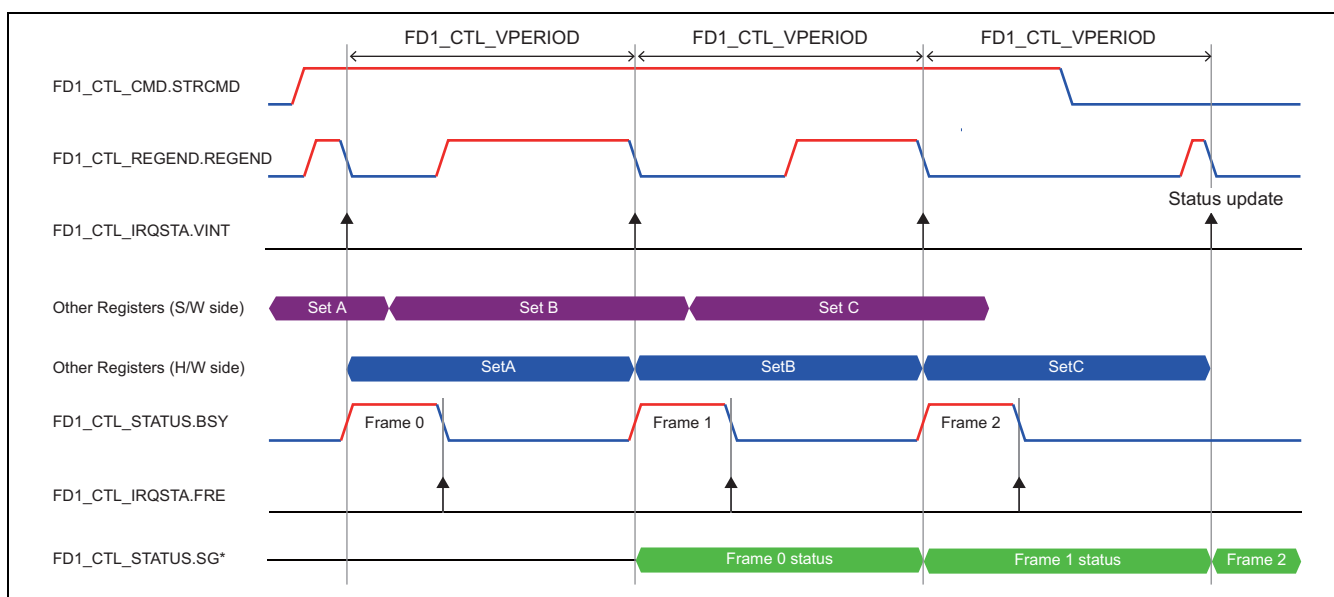 FD1_CTL_VPERIOD FD1_CTL_VPERIOD FD1_CTL_VPERIOD
FD1_CTL_CMD.STRCMD
FD1_CTL_REGEND.REGEND
Status update
FD1_CTL_IRQSTA.VINT
Other Registers (S/W side) Set A Set B Set C
Other Registers (H/W side) SetA SetB SetC
FD1_CTL_STATUS.BSY Frame 0 Frame 1 Frame 2
FD1_CTL_IRQSTA.FRE
FD1_CTL_STATUS.SG* Frame 0 status Frame 1 status Frame 2